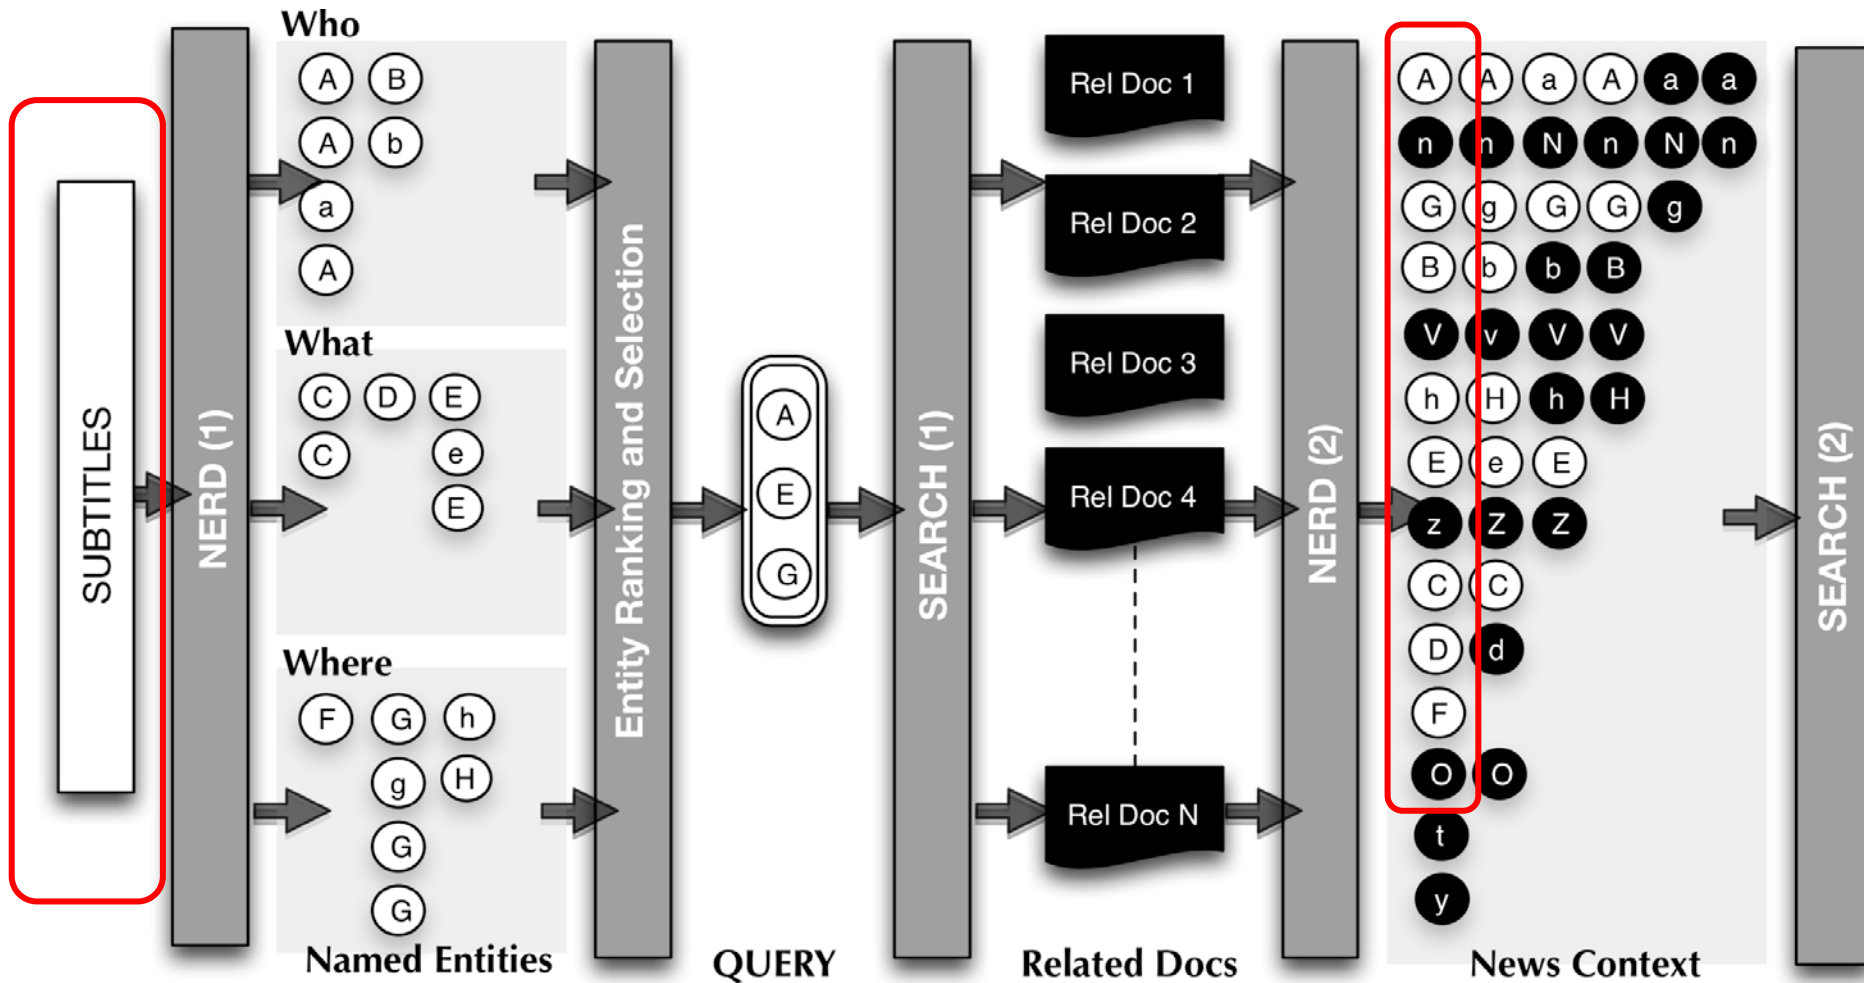 SUBTITLES
NERD (1)
Who
A B
A b
a
A
What
C D E
C e
E
Where
F G h
g H
G
G
Named Entities
Entity Ranking and Selection
A
E
G
QUERY
SEARCH (1)
Rel Doc 1
Rel Doc 2
Rel Doc 3
Rel Doc 4
Rel Doc N
Related Docs
NERD (2)
A A a A a a
n n N n N n
G g G G g
B b b B
V v V V
h H h H
E e E
z Z Z
C C
D d
F
O O
t
y
News Context
SEARCH (2)